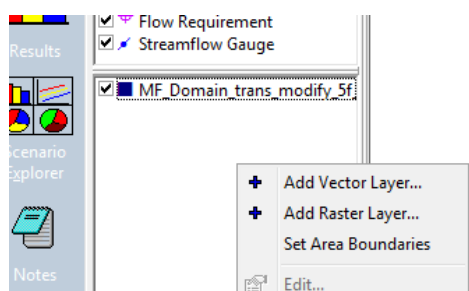 Flow Requirement
Streamflow Gauge
Results
MF_Domain_trans_modify_5f
Scenario
Explorer
Notes
Add Vector Layer...
Add Raster Layer...
Set Area Boundaries
Edit...